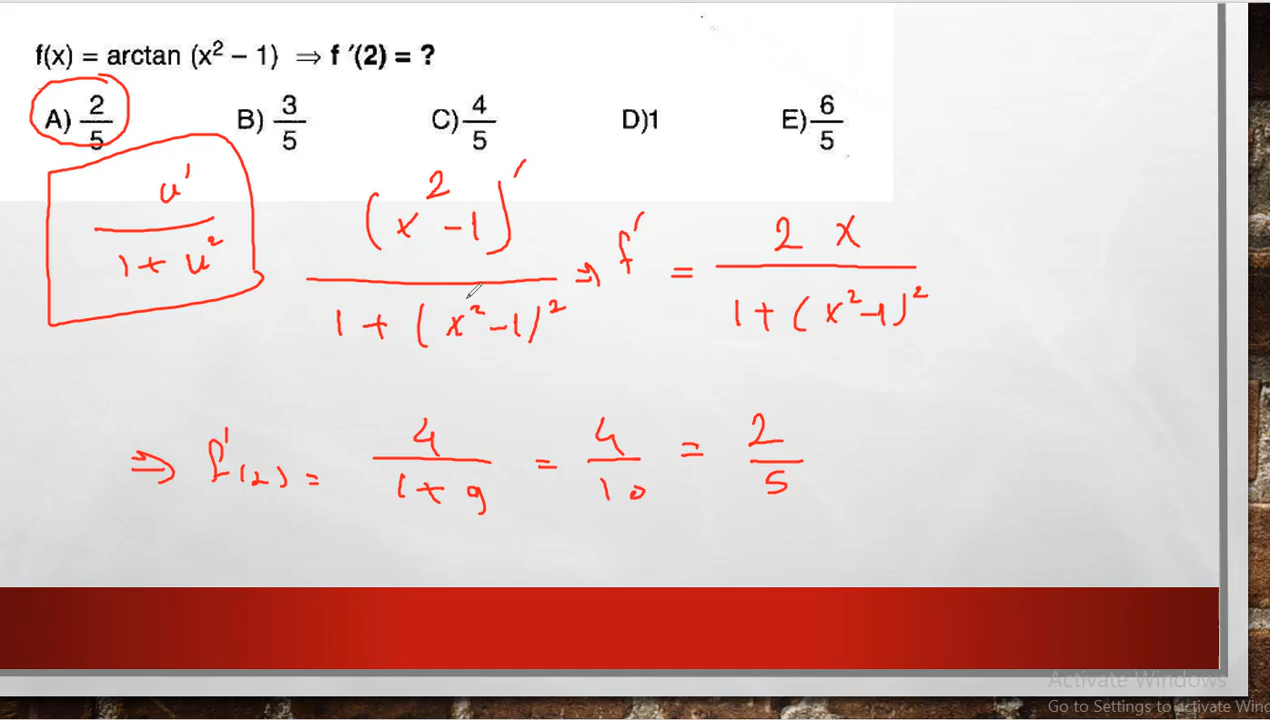 f(x) = arctan (x² – 1) ⇒ f ′(2) = ?
A) 2/5 B) 3/5 C) 4/5 D)1 E) 6/5
u' / 1 + u²
(x² – 1)' / 1 + (x² – 1)² ⇒ f' = 2x / 1 + (x² – 1)²
⇒ f'(2) = 4 / 1 + 9 = 4/10 = 2/5
Activate Windows
Go to Settings to activate Wind